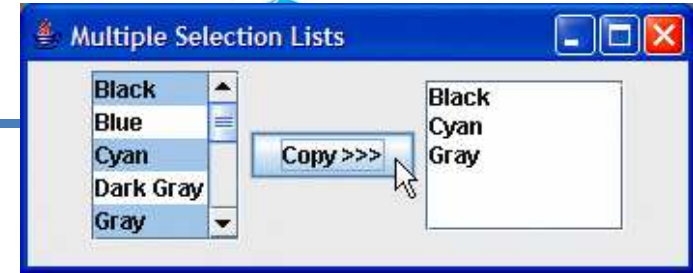 Multiple Selection Lists
Black
Blue
Cyan
Dark Gray
Gray
Copy >>>
Black
Cyan
Gray